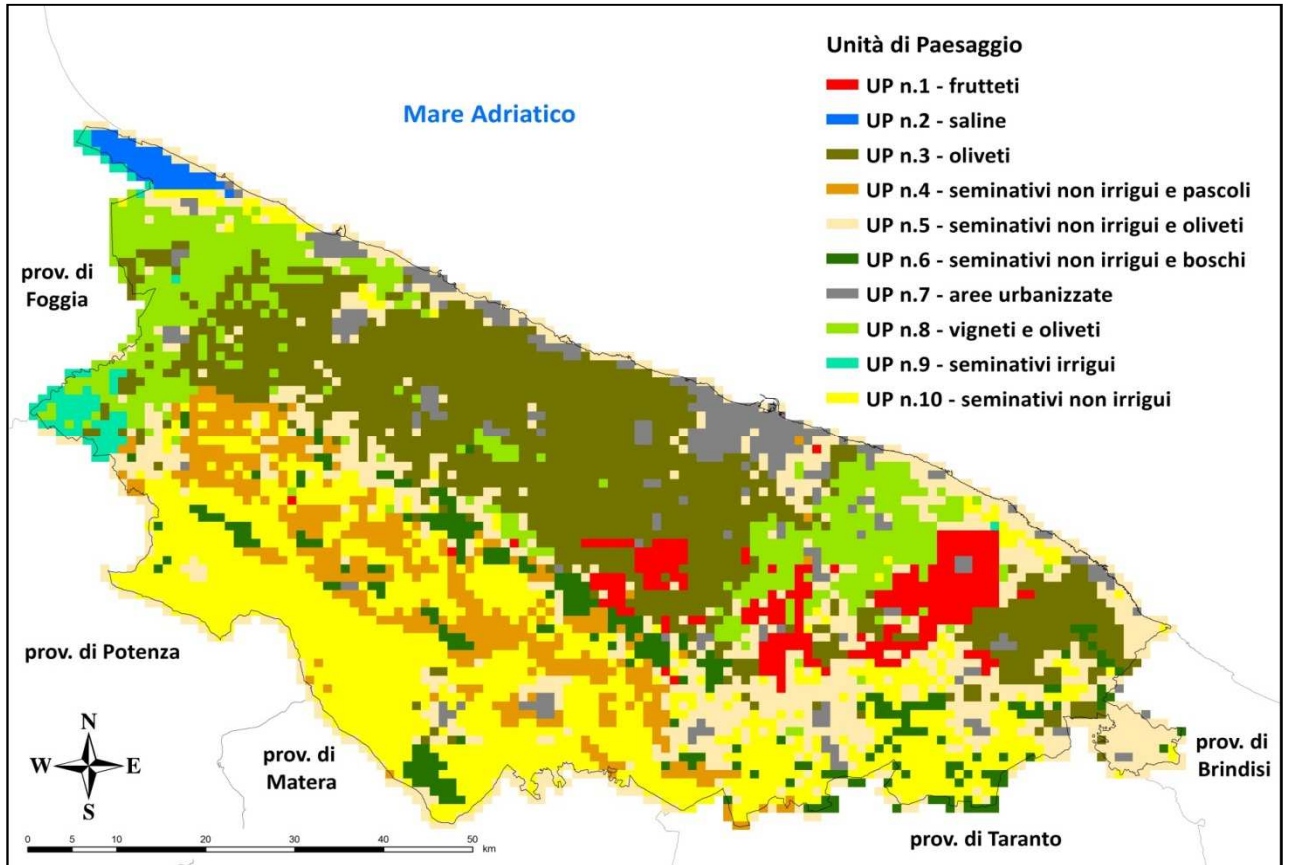 Unità di Paesaggio
UP n.1 - frutteti
Mare Adriatico
UP n.2 - saline
UP n.3 - oliveti
UP n.4 - seminativi non irrigui e pascoli
UP n.5 - seminativi non irrigui e oliveti
UP n.6 - seminativi non irrigui e boschi
UP n.7 - aree urbanizzate
UP n.8 - vigneti e oliveti
UP n.9 - seminativi irrigui
UP n.10 - seminativi non irrigui
prov. di
Foggia
prov. di Potenza
prov. di
Matera
prov. di
Brindisi
prov. di Taranto
N
W E
S
0 5 10 20 30 40 50
km